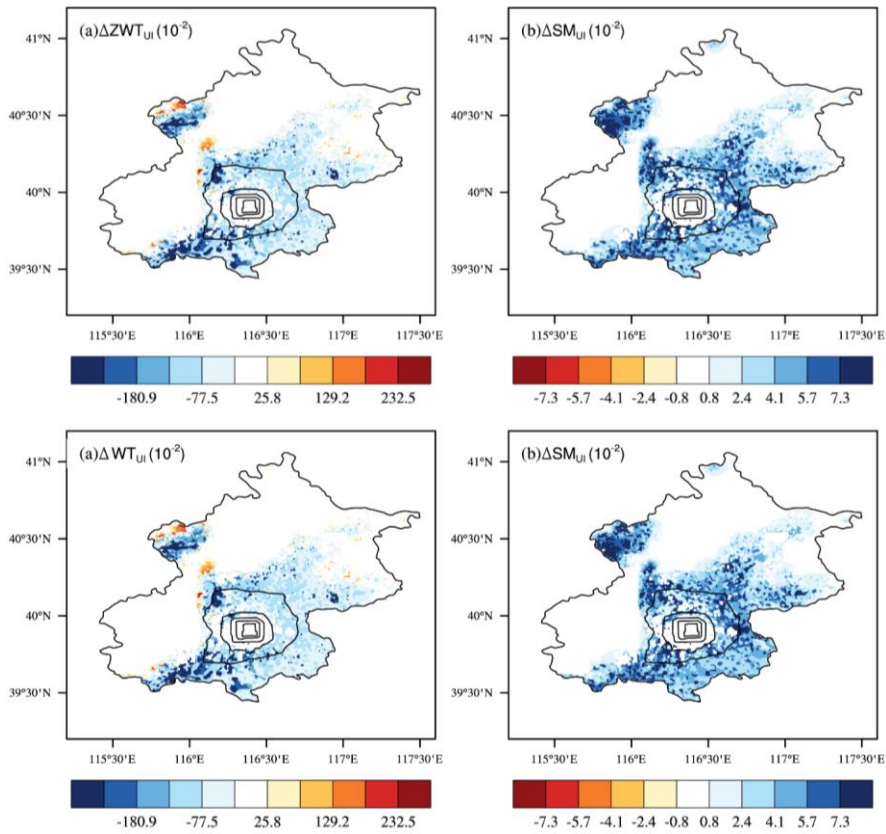 (a)ΔZWT_UI (10⁻²)
41°N
40°30'N
40°N
39°30'N
115°30'E 116°E 116°30'E 117°E 117°30'E
-180.9 -77.5 25.8 129.2 232.5
(b)ΔSM_UI (10⁻²)
41°N
40°30'N
40°N
39°30'N
115°30'E 116°E 116°30'E 117°E 117°30'E
-7.3 -5.7 -4.1 -2.4 -0.8 0.8 2.4 4.1 5.7 7.3
(a)Δ WT_UI (10⁻²)
41°N
40°30'N
40°N
39°30'N
115°30'E 116°E 116°30'E 117°E 117°30'E
-180.9 -77.5 25.8 129.2 232.5
(b)ΔSM_UI (10⁻²)
41°N
40°30'N
40°N
39°30'N
115°30'E 116°E 116°30'E 117°E 117°30'E
-7.3 -5.7 -4.1 -2.4 -0.8 0.8 2.4 4.1 5.7 7.3